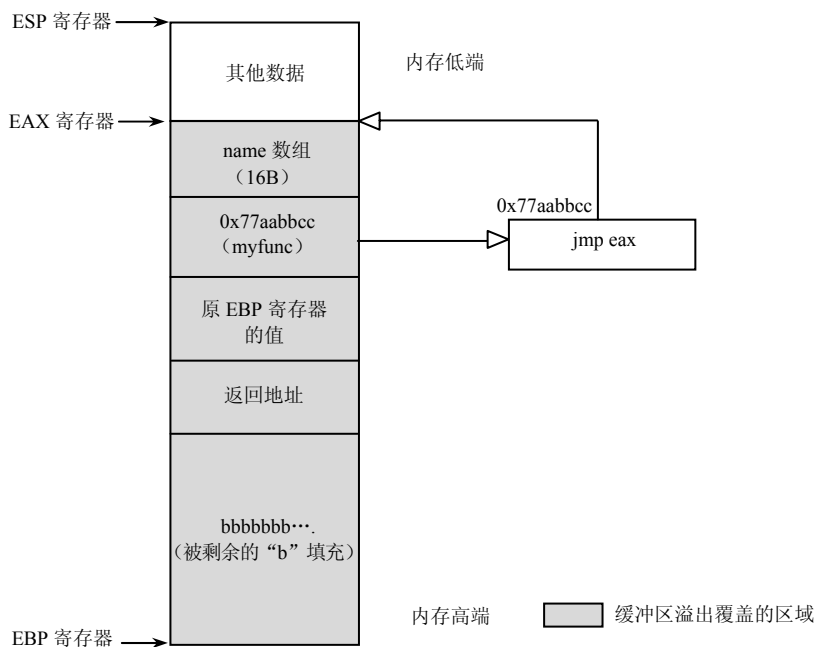 ESP 寄存器
其他数据
内存低端
EAX 寄存器
name 数组
（16B）
0x77aabbcc
0x77aabbcc
（myfunc）
jmp eax
原 EBP 寄存器
的值
返回地址
bbbbbbb….
（被剩余的“b”填充）
内存高端
缓冲区溢出覆盖的区域
EBP 寄存器